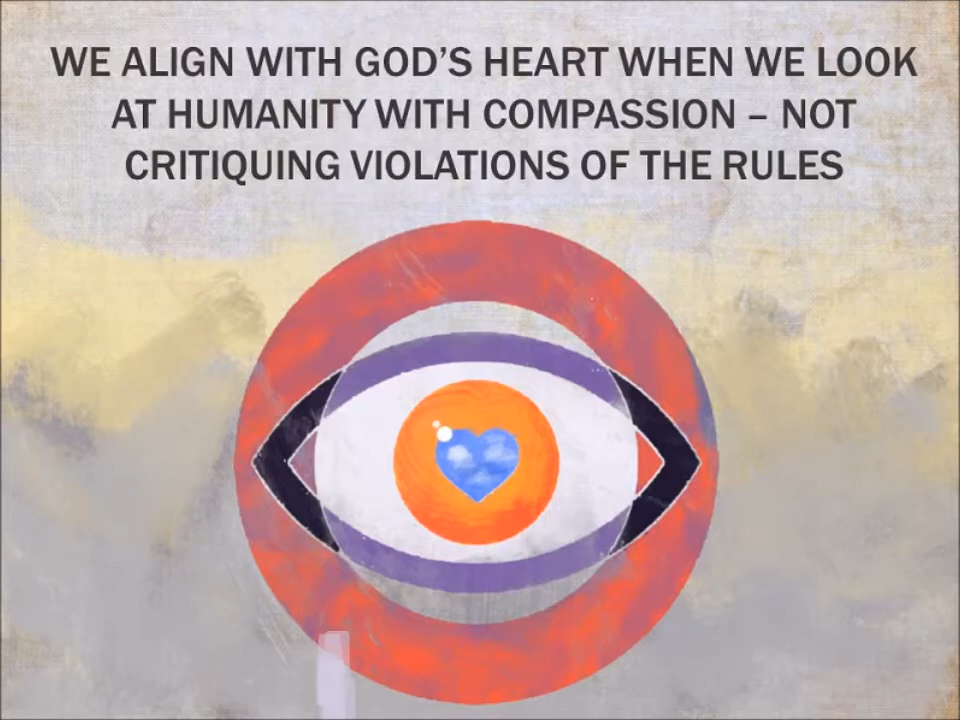 WE ALIGN WITH GOD’S HEART WHEN WE LOOK
AT HUMANITY WITH COMPASSION – NOT
CRITIQUING VIOLATIONS OF THE RULES